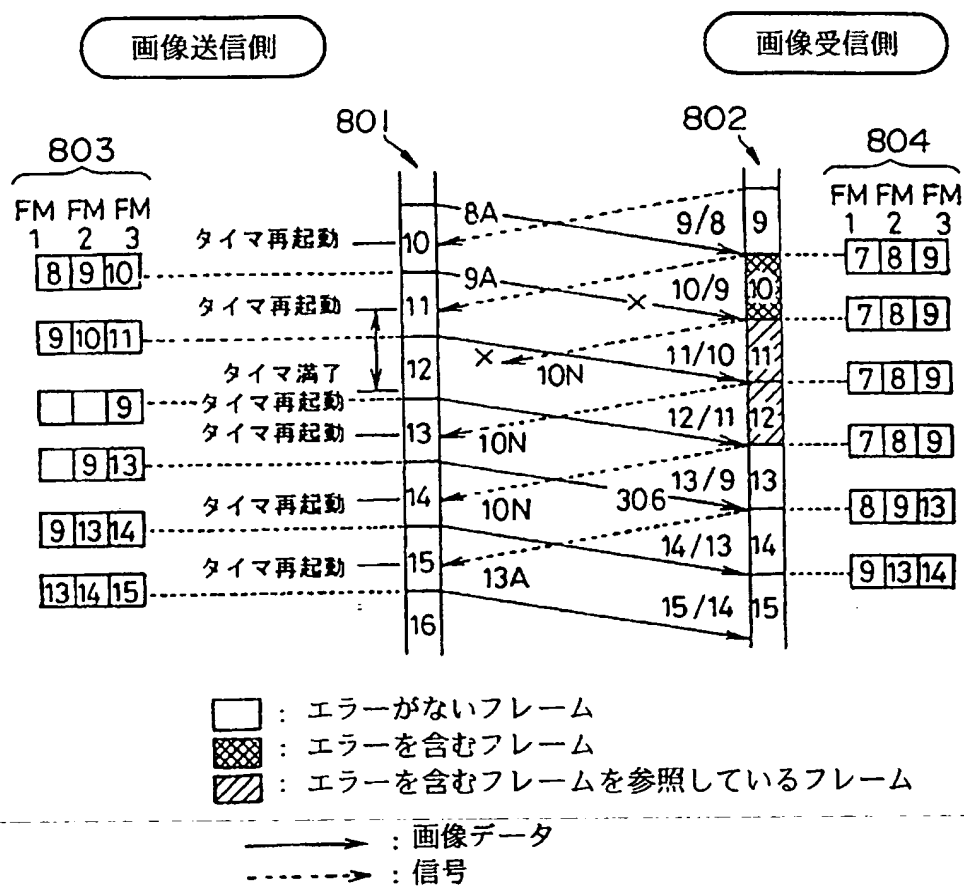 画像送信側
画像受信側
801
802
803
804
FM FM FM
1 2 3
FM FM FM
1 2 3
8A
9/8
9
タイマ再起動
10
8 9 10
7 8 9
9A
10/9
10
タイマ再起動
11
×
9 10 11
7 8 9
×
10N
11/10
11
タイマ満了
12
7 8 9
9
タイマ再起動
12/11
12
タイマ再起動
13
10N
7 8 9
9 13
13/9
13
タイマ再起動
14
10N
306
8 9 13
9 13 14
14/13
14
タイマ再起動
15
13A
9 13 14
13 14 15
15/14
15
16
: エラーがないフレーム
: エラーを含むフレーム
: エラーを含むフレームを参照しているフレーム
: 画像データ
: 信号